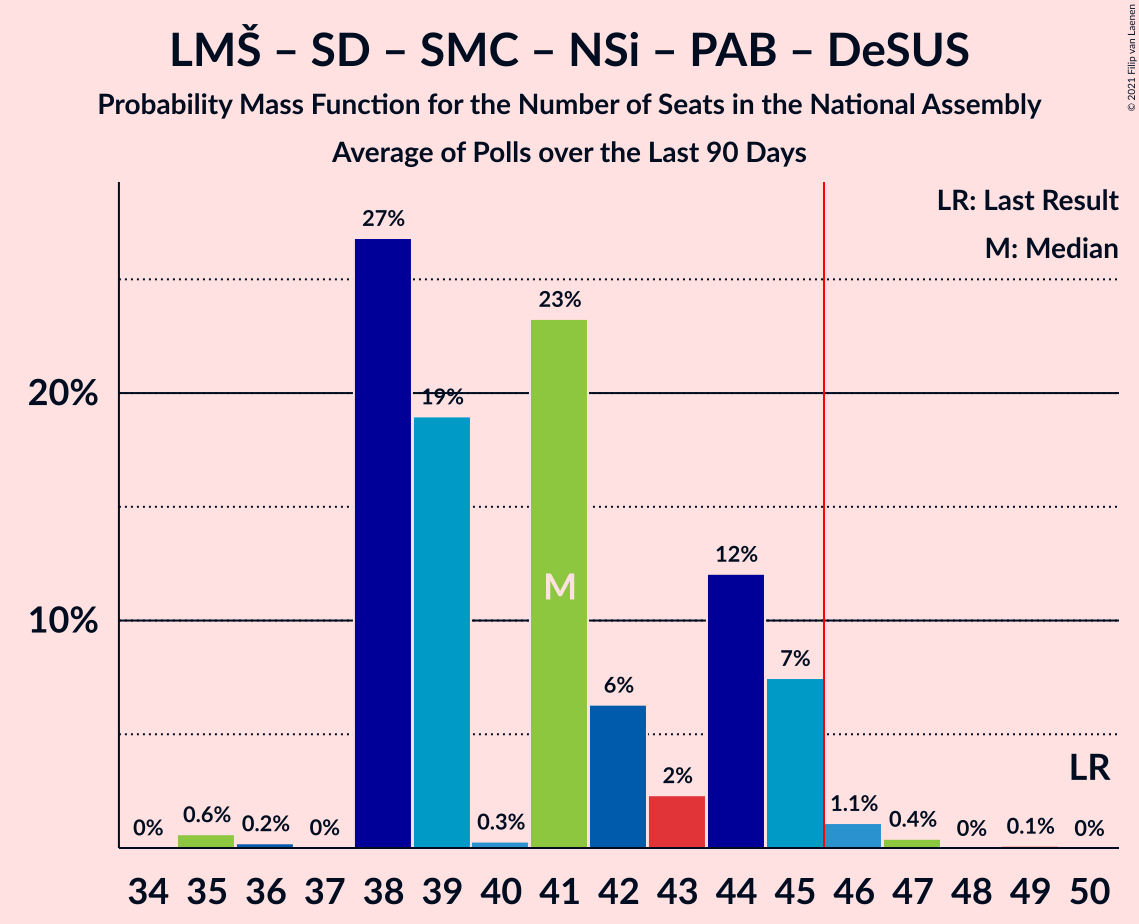 LMŠ – SD – SMC – NSi – PAB – DeSUS
Probability Mass Function for the Number of Seats in the National Assembly
Average of Polls over the Last 90 Days
© 2021 Filip van Laenen
LR: Last Result
M: Median
27%
23%
20%
19%
M
12%
10%
7%
6%
LR
2%
0%
0.6%
0.2%
0%
0.3%
1.1%
0.4%
0%
0.1%
0%
34 35 36 37 38 39 40 41 42 43 44 45 46 47 48 49 50